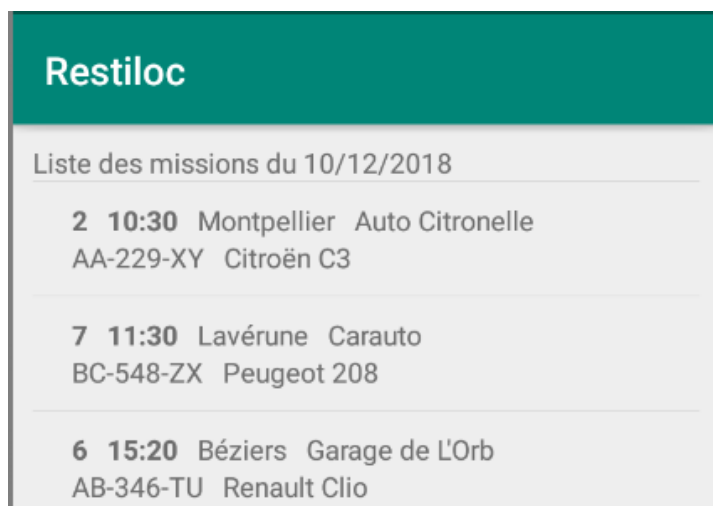 Restiloc
Liste des missions du 10/12/2018
2 10:30 Montpellier Auto Citronelle
AA-229-XY Citroën C3
7 11:30 Lavérune Carauto
BC-548-ZX Peugeot 208
6 15:20 Béziers Garage de L'Orb
AB-346-TU Renault Clio